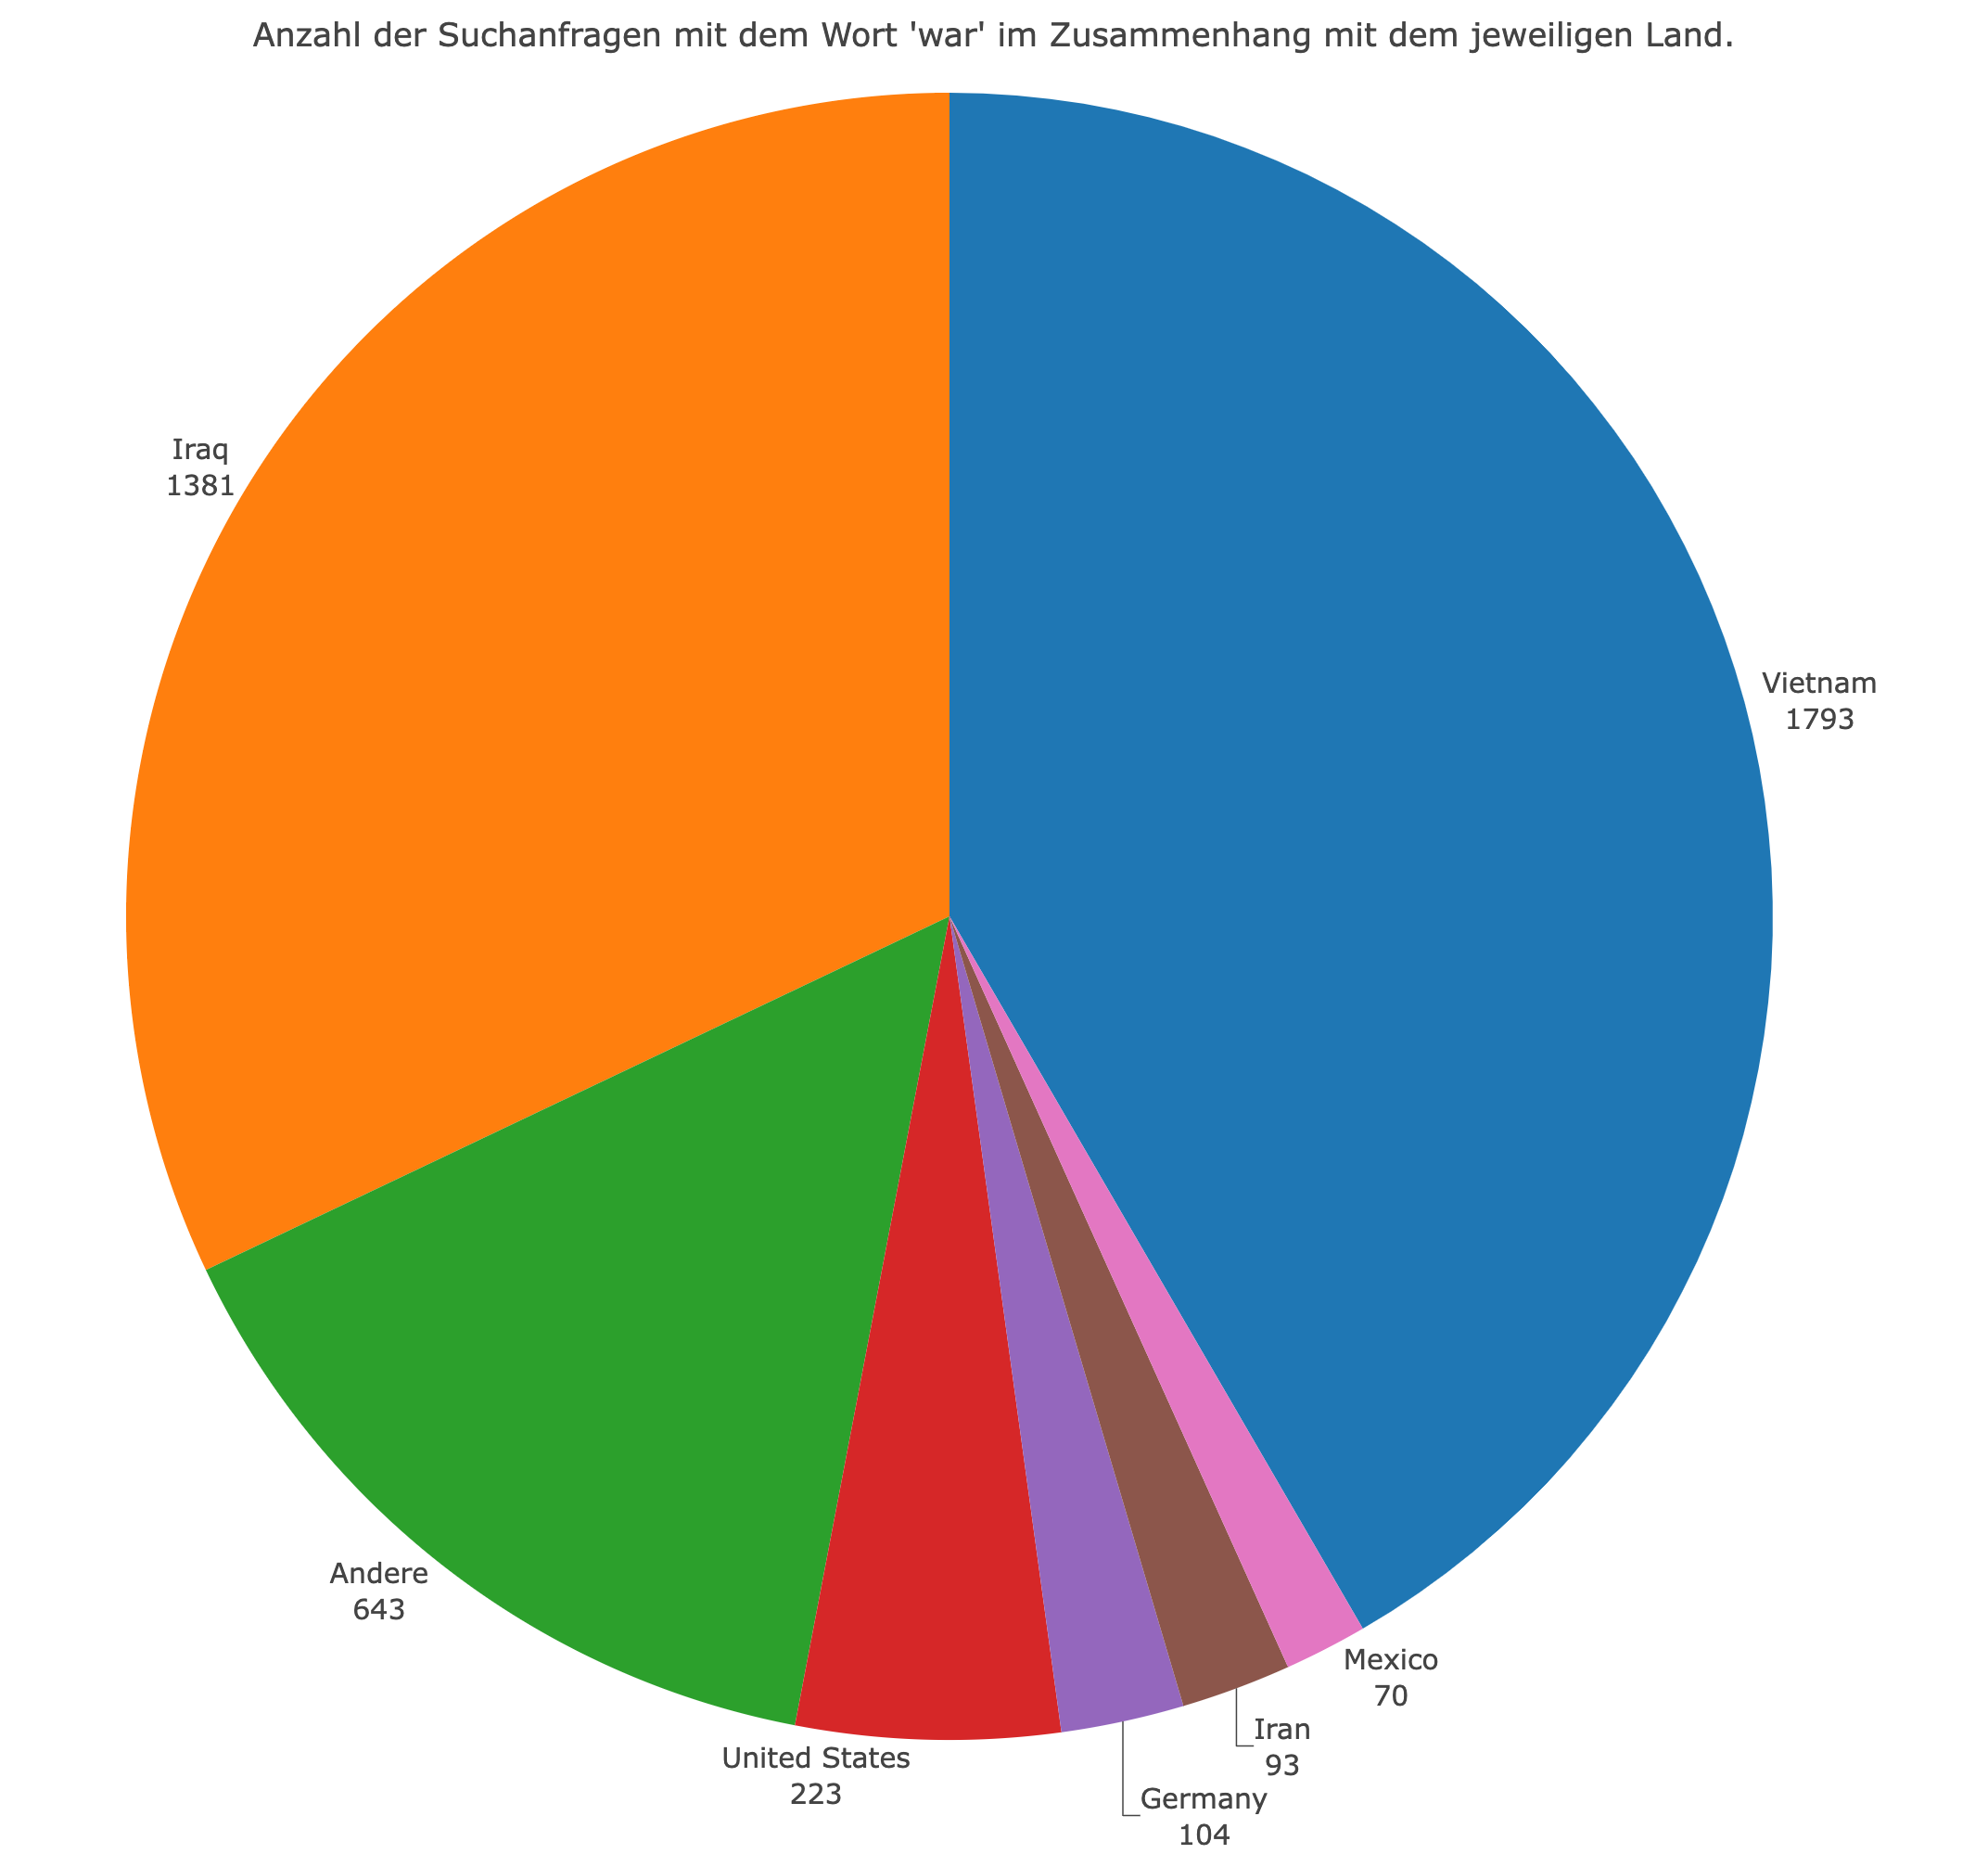 Anzahl der Suchanfragen mit dem Wort 'war' im Zusammenhang mit dem jeweiligen Land.
Iraq
1381
Vietnam
1793
Andere
643
Mexico
70
Iran
93
United States
223
Germany
104